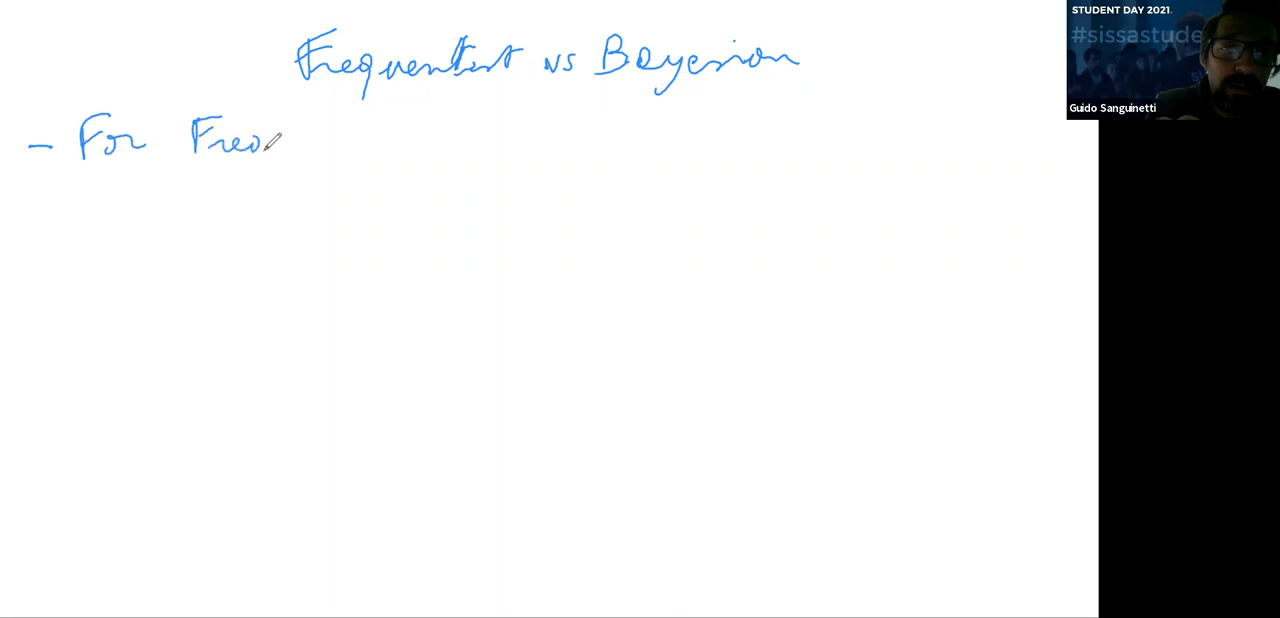 STUDENT DAY 2021.
#sissastude
Guido Sanguinetti
Frequentist vs Bayesian
- For Freq